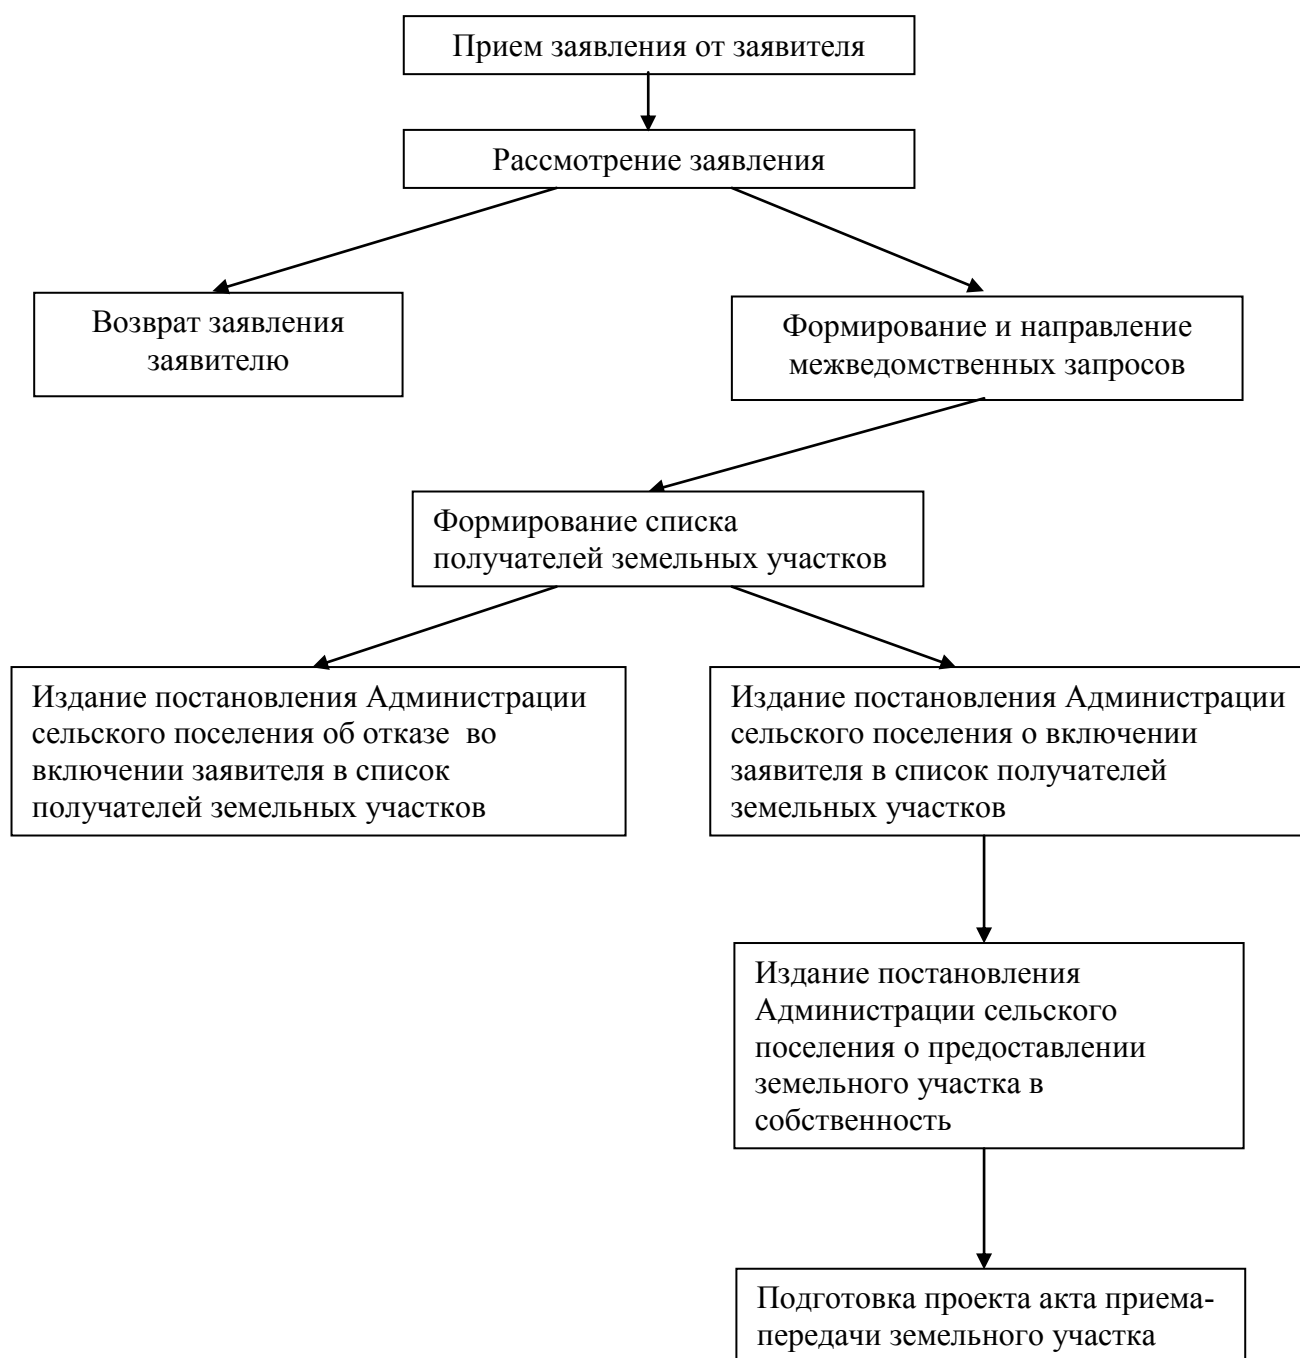 Прием заявления от заявителя
Рассмотрение заявления
Возврат заявления
заявителю
Формирование и направление
межведомственных запросов
Формирование списка
получателей земельных участков
Издание постановления Администрации
сельского поселения об отказе  во
включении заявителя в список
получателей земельных участков
Издание постановления Администрации
сельского поселения о включении
заявителя в список получателей
земельных участков
Издание постановления
Администрации сельского
поселения о предоставлении
земельного участка в
собственность
Подготовка проекта акта приема-
передачи земельного участка